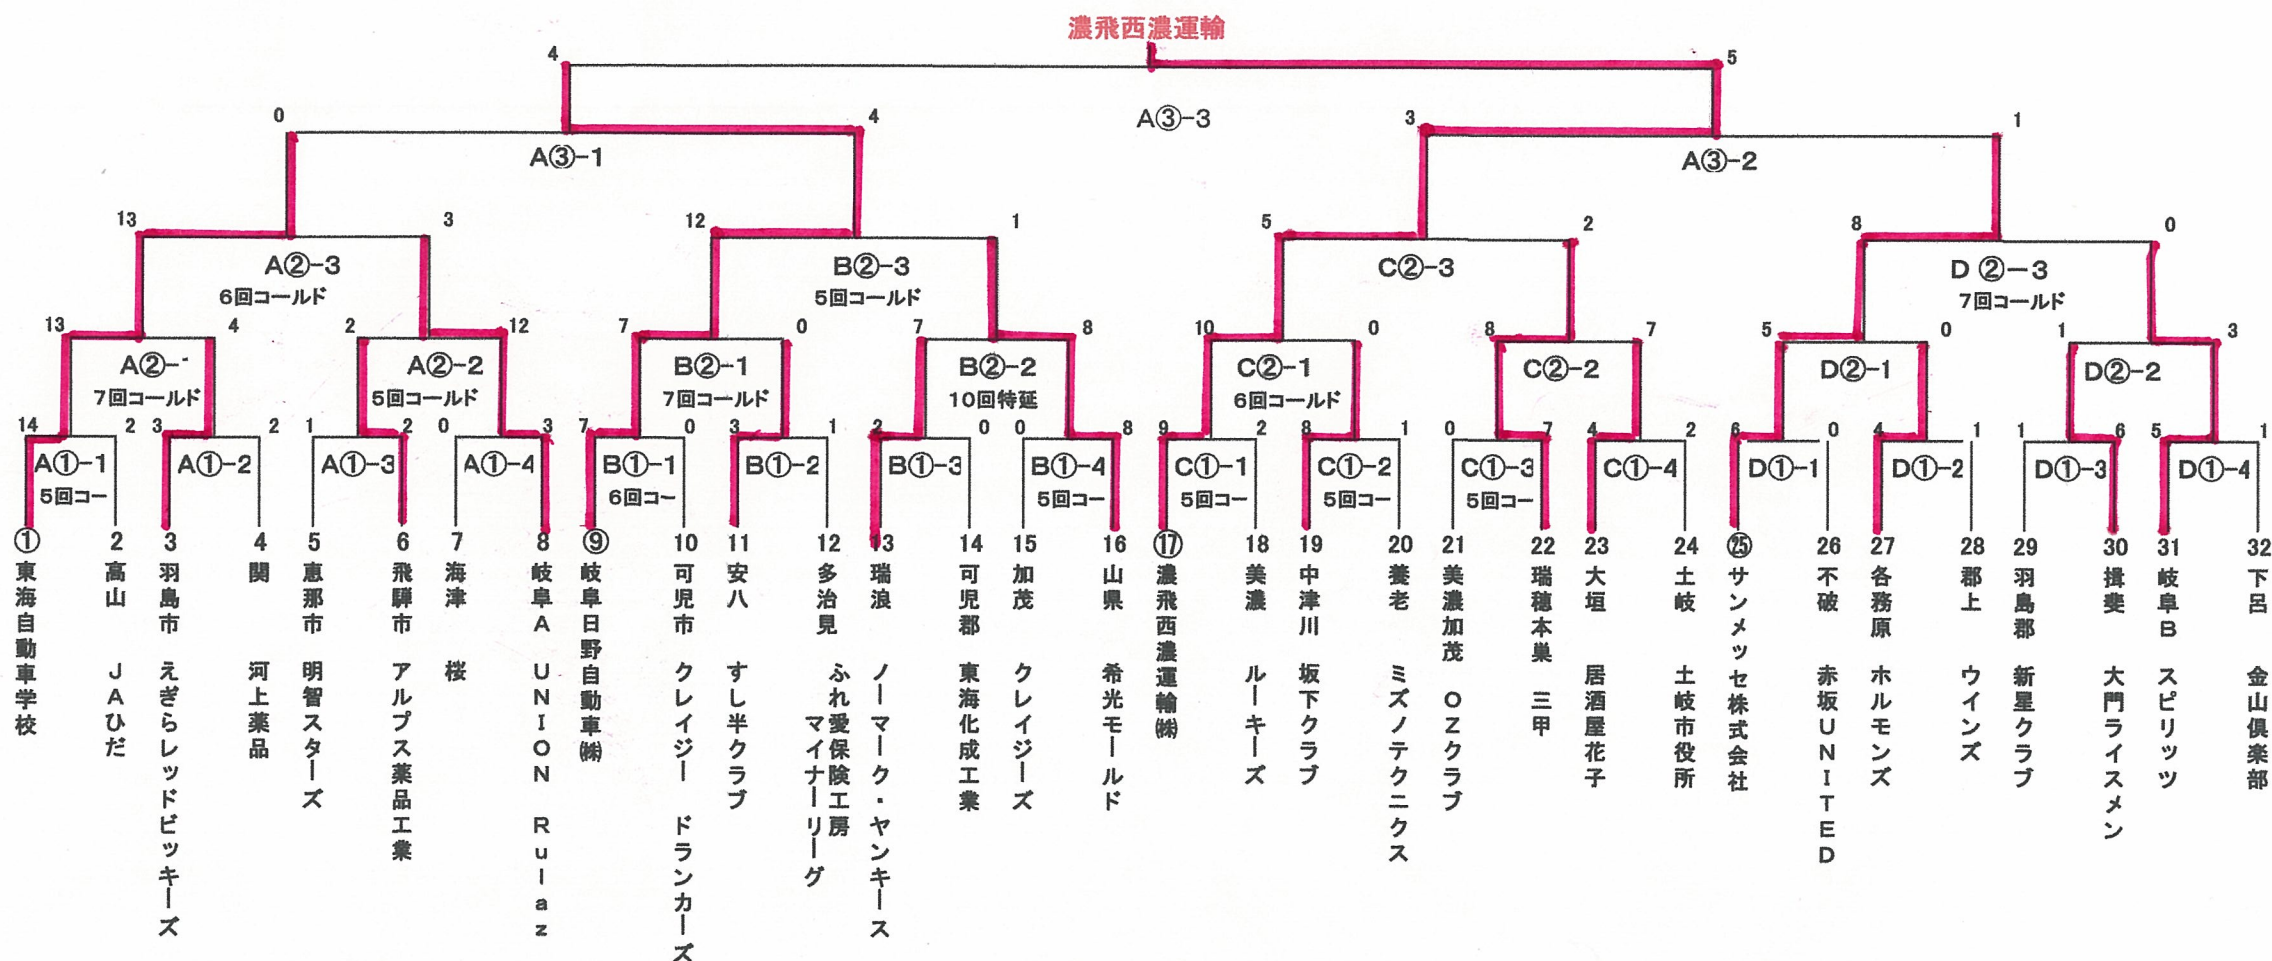 濃飛西濃運輸
4 5
0 4 A③-3 3 1
A③-1 A③-2
13 3 12 1 5 2 8 0
A②-3 B②-3 C②-3 D②-3
6回コールド 5回コールド 7回コールド
13 4 2 12 7 0 7 8 10 0 8 7 5 0 1 3
A②- A②-2 B②-1 B②-2 C②-1 C②-2 D②-1 D②-2
7回コールド 5回コールド 7回コールド 10回特延 6回コールド
14 2 3 2 1 2 0 3 7 0 3 1 2 0 0 8 9 2 8 1 0 7 4 2 6 0 4 1 1 6 5 1
A①-1 A①-2 A①-3 A①-4 B①-1 B①-2 B①-3 B①-4 C①-1 C①-2 C①-3 C①-4 D①-1 D①-2 D①-3 D①-4
5回コー 6回コー 5回コー 5回コー 5回コー 5回コー
① 東海自動車学校
2 高山 JAひだ
3 羽島市 えぎらレッドビッキーズ
4 関 河上薬品
5 恵那市 明智スターズ
6 飛騨市 アルプス薬品工業
7 海津 桜
8 岐阜A UNION Rulaz
⑨ 岐阜日野自動車㈱
10 可児市 クレイジー ドランカーズ
11 安八 すし半クラブ
12 多治見 ふれ愛保険工房
マイナーリーグ
13 瑞浪 ノーマーク・ヤンキース
14 可児郡 東海化成工業
15 加茂 クレイジーズ
16 山県 希光モールド
⑰ 濃飛西濃運輸㈱
18 美濃 ルーキーズ
19 中津川 坂下クラブ
20 養老 ミズノテクニクス
21 美濃加茂 OZクラブ
22 瑞穂本巣 三甲
23 大垣 居酒屋花子
24 土岐 土岐市役所
㉕ サンメッセ株式会社
26 不破 赤坂UNITED
27 各務原 ホルモンズ
28 郡上 ウインズ
29 羽島郡 新星クラブ
30 揖斐 大門ライスメン
31 岐阜B スピリッツ
32 下呂 金山倶楽部